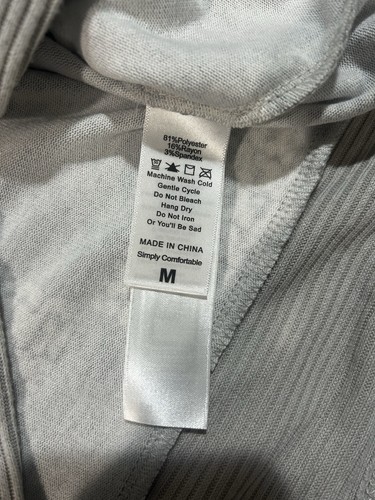 81%Polyester
16%Rayon
3%Spandex
Machine Wash Cold
Gentle Cycle
Do Not Bleach
Hang Dry
Do Not Iron
Or You'll Be Sad
MADE IN CHINA
Simply Comfortable
M